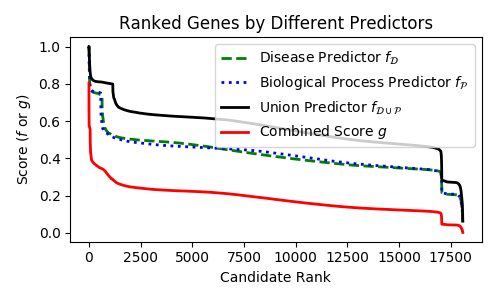 Ranked Genes by Different Predictors
Score (f or g)
1.0
0.8
0.6
0.4
0.2
0.0
Disease Predictor f_𝒟
Biological Process Predictor f_𝒫
Union Predictor f_𝒟∪𝒫
Combined Score g
0 2500 5000 7500 10000 12500 15000 17500
Candidate Rank